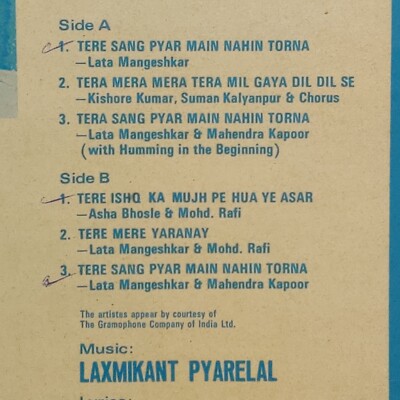 Side A
1. TERE SANG PYAR MAIN NAHIN TORNA
—Lata Mangeshkar
2. TERA MERA MERA TERA MIL GAYA DIL DIL SE
—Kishore Kumar, Suman Kalyanpur & Chorus
3. TERA SANG PYAR MAIN NAHIN TORNA
—Lata Mangeshkar & Mahendra Kapoor
(with Humming in the Beginning)
Side B
1. TERE ISHQ KA MUJH PE HUA YE ASAR
—Asha Bhosle & Mohd. Rafi
2. TERE MERE YARANAY
—Lata Mangeshkar & Mohd. Rafi
3. TERE SANG PYAR MAIN NAHIN TORNA
—Lata Mangeshkar & Mahendra Kapoor
The artistes appear by courtesy of
The Gramophone Company of India Ltd.
Music:
LAXMIKANT PYARELAL